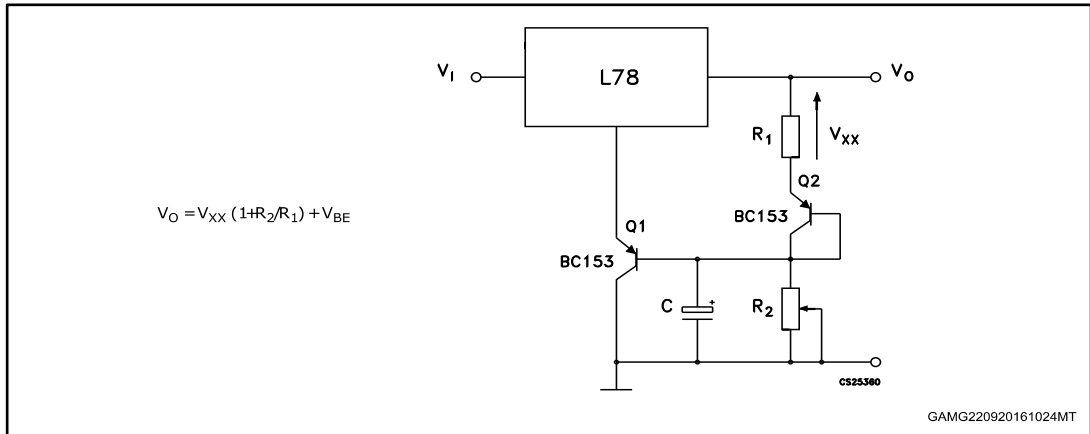 V_I
L78
V_O
R_1
V_XX
Q2
BC153
V_O = V_XX (1+R_2/R_1) + V_BE
Q1
BC153
C
+
R_2
CS25360
GAMG220920161024MT